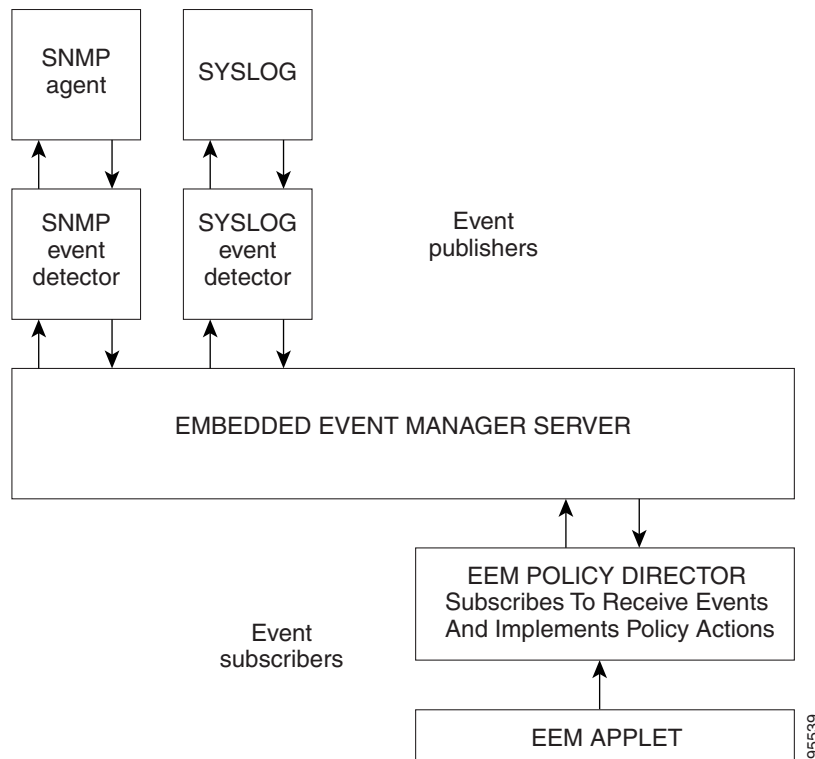 SNMP
agent
SYSLOG
SNMP
event
detector
SYSLOG
event
detector
Event
publishers
EMBEDDED EVENT MANAGER SERVER
EEM POLICY DIRECTOR
Subscribes To Receive Events
And Implements Policy Actions
Event
subscribers
EEM APPLET
95539